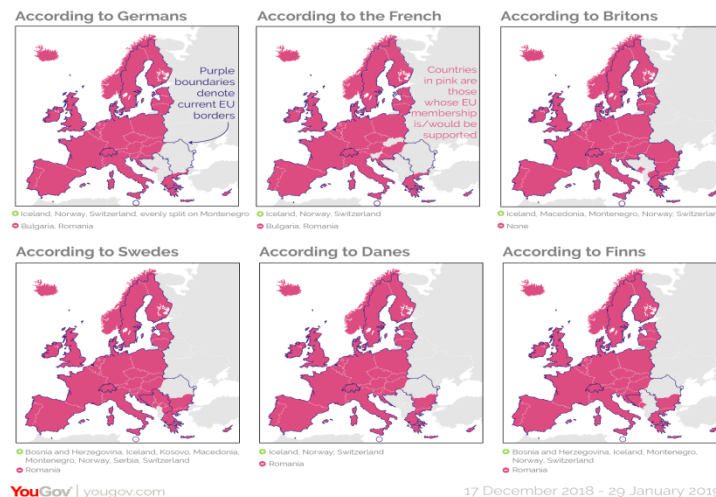 According to Germans
According to the French
According to Britons
Purple
boundaries
denote
current EU
borders
Countries
in pink are
those
whose EU
membership
is/would be
supported
Iceland, Norway, Switzerland, evenly split on Montenegro
Bulgaria, Romania
Iceland, Norway, Switzerland
Bulgaria, Romania
Iceland, Macedonia, Montenegro, Norway, Switzerlan
None
According to Swedes
According to Danes
According to Finns
Bosnia and Herzegovina, Iceland, Kosovo, Macedonia,
Montenegro, Norway, Serbia, Switzerland
Romania
Iceland, Norway, Switzerland
Romania
Bosnia and Herzegovina, Iceland, Montenegro,
Norway, Switzerland
Romania
YouGov | yougov.com
17 December 2018 - 29 January 2019